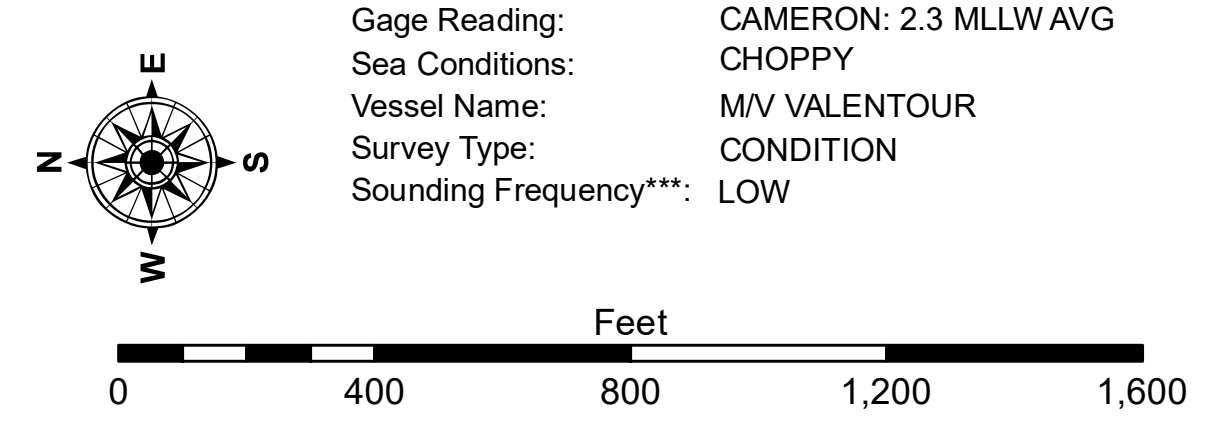 Gage Reading: CAMERON: 2.3 MLLW AVG
Sea Conditions: CHOPPY
Vessel Name: M/V VALENTOUR
Survey Type: CONDITION
Sounding Frequency***: LOW
E
N S
W
Feet
0 400 800 1,200 1,600